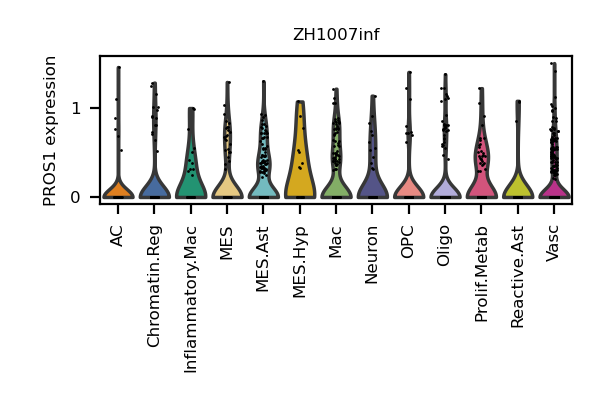 ZH1007inf
PROS1 expression
1
0
AC
Chromatin.Reg
Inflammatory.Mac
MES
MES.Ast
MES.Hyp
Mac
Neuron
OPC
Oligo
Prolif.Metab
Reactive.Ast
Vasc